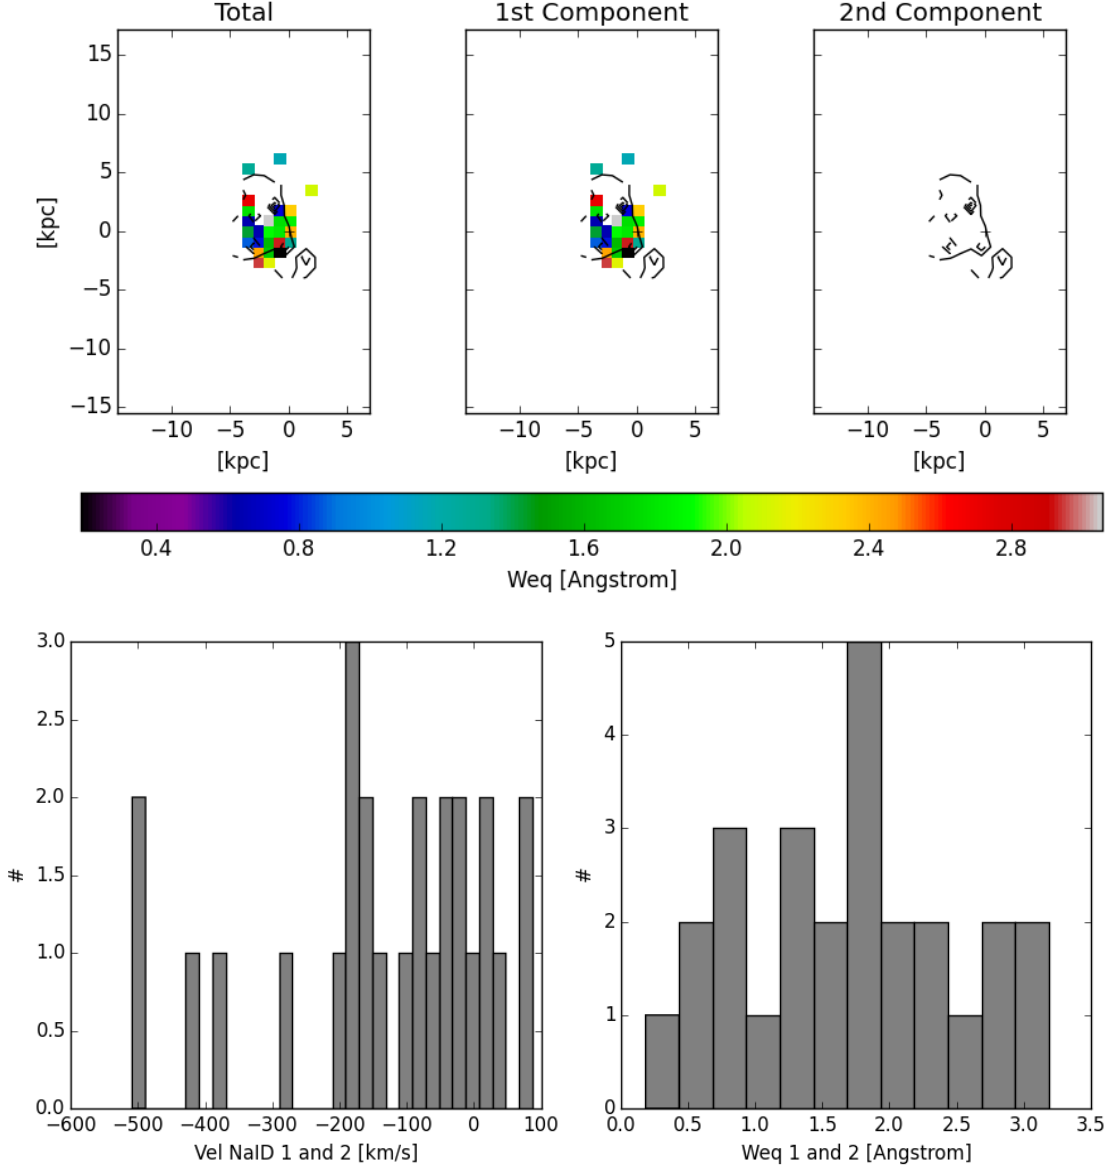 Total 1st Component 2nd Component
15 10 5 0 −5 −10 −15
[kpc]
−10 −5 0 5 −10 −5 0 5 −10 −5 0 5
[kpc] [kpc] [kpc]
0.4 0.8 1.2 1.6 2.0 2.4 2.8
Weq [Angstrom]
3.0 2.5 2.0 1.5 1.0 0.5 0.0
#
−600 −500 −400 −300 −200 −100 0 100
Vel NaID 1 and 2 [km/s]
5 4 3 2 1 0
#
0.0 0.5 1.0 1.5 2.0 2.5 3.0 3.5
Weq 1 and 2 [Angstrom]